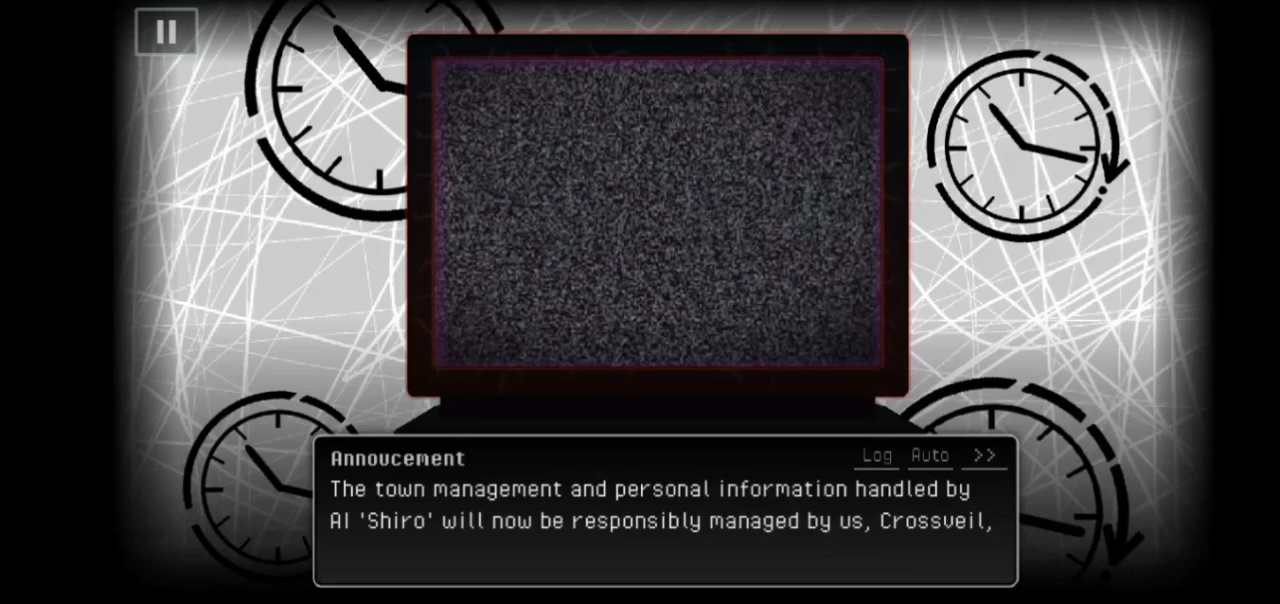 Annoucement
Log Auto >>
The town management and personal information handled by
AI 'Shiro' will now be responsibly managed by us, Crossveil,